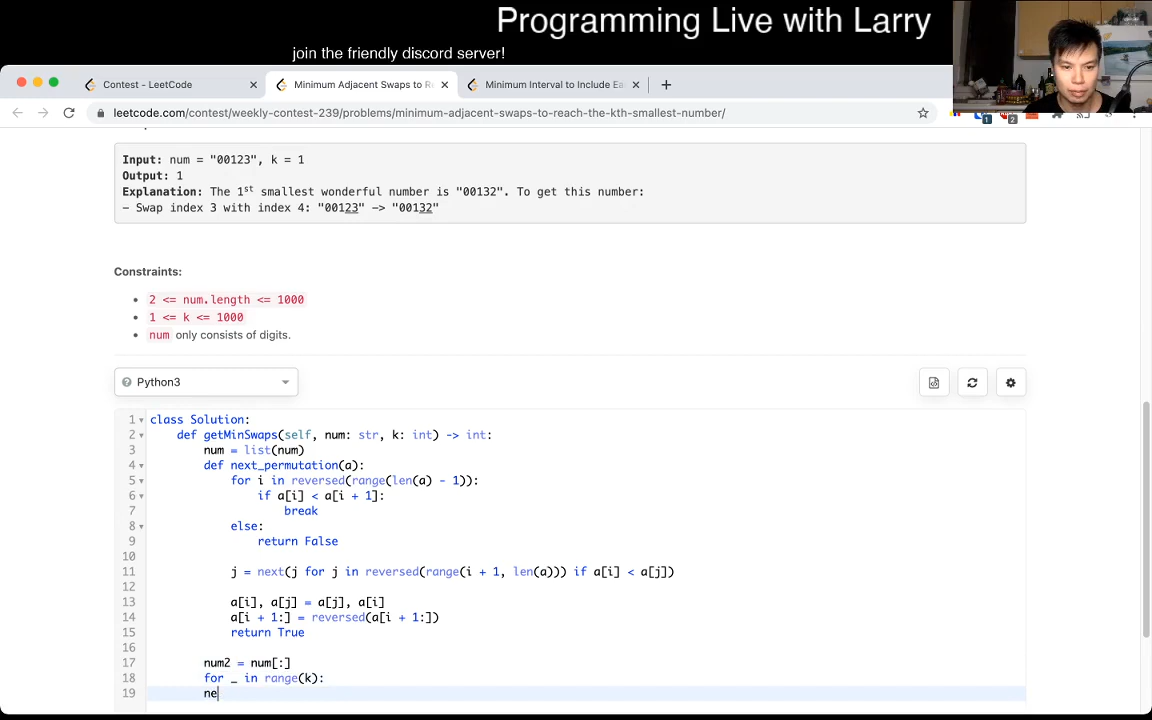 Programming Live with Larry
join the friendly discord server!
Contest - LeetCode
Minimum Adjacent Swaps to R
Minimum Interval to Include Ea
leetcode.com/contest/weekly-contest-239/problems/minimum-adjacent-swaps-to-reach-the-kth-smallest-number/
1
2
Input: num = "00123", k = 1
Output: 1
Explanation: The 1st smallest wonderful number is "00132". To get this number:
- Swap index 3 with index 4: "00123" -> "00132"
Constraints:
2 <= num.length <= 1000
1 <= k <= 1000
num only consists of digits.
Python3
1 class Solution:
2 def getMinSwaps(self, num: str, k: int) -> int:
3 num = list(num)
4 def next_permutation(a):
5 for i in reversed(range(len(a) - 1)):
6 if a[i] < a[i + 1]:
7 break
8 else:
9 return False
10
11 j = next(j for j in reversed(range(i + 1, len(a))) if a[i] < a[j])
12
13 a[i], a[j] = a[j], a[i]
14 a[i + 1:] = reversed(a[i + 1:])
15 return True
16
17 num2 = num[:]
18 for _ in range(k):
19 ne